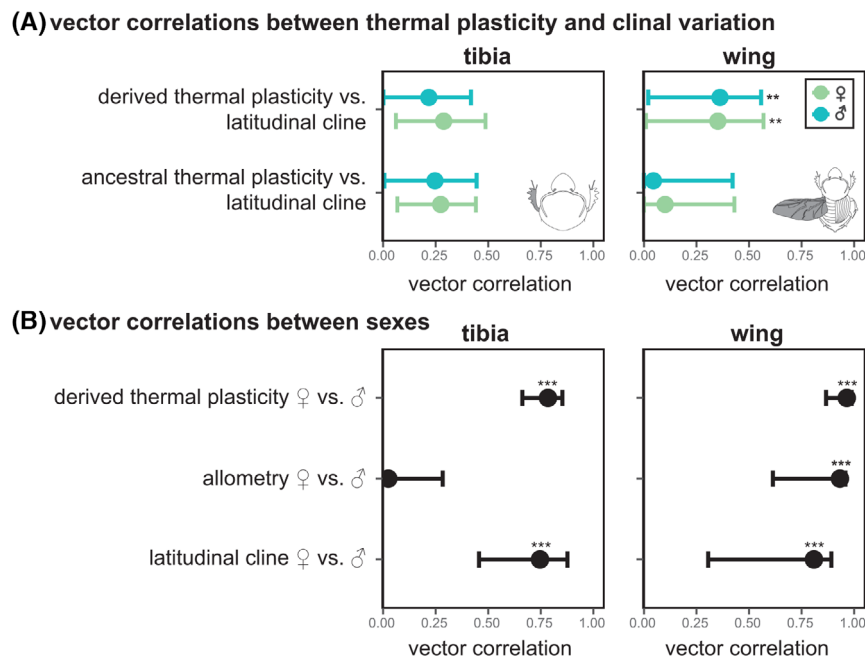 (A) vector correlations between thermal plasticity and clinal variation
tibia
wing
derived thermal plasticity vs.
latitudinal cline
**
**
♀
♂
ancestral thermal plasticity vs.
latitudinal cline
0.00 0.25 0.50 0.75 1.00
0.00 0.25 0.50 0.75 1.00
vector correlation
vector correlation
(B) vector correlations between sexes
tibia
wing
derived thermal plasticity ♀ vs. ♂
***
***
allometry ♀ vs. ♂
***
latitudinal cline ♀ vs. ♂
***
***
0.00 0.25 0.50 0.75 1.00
0.00 0.25 0.50 0.75 1.00
vector correlation
vector correlation